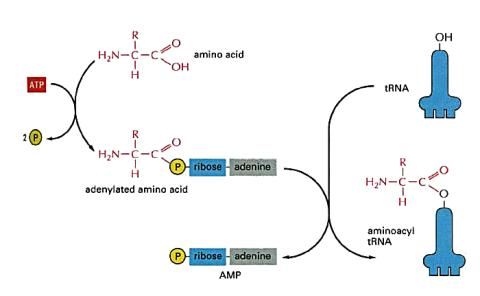 R
OH
H₂N–C–C
O
OH
amino acid
H
ATP
tRNA
2 P
R
H₂N–C–C
O
H
P ribose adenine
adenylated amino acid
R
H₂N–C–C
O
H
O
aminoacyl
tRNA
P ribose adenine
AMP